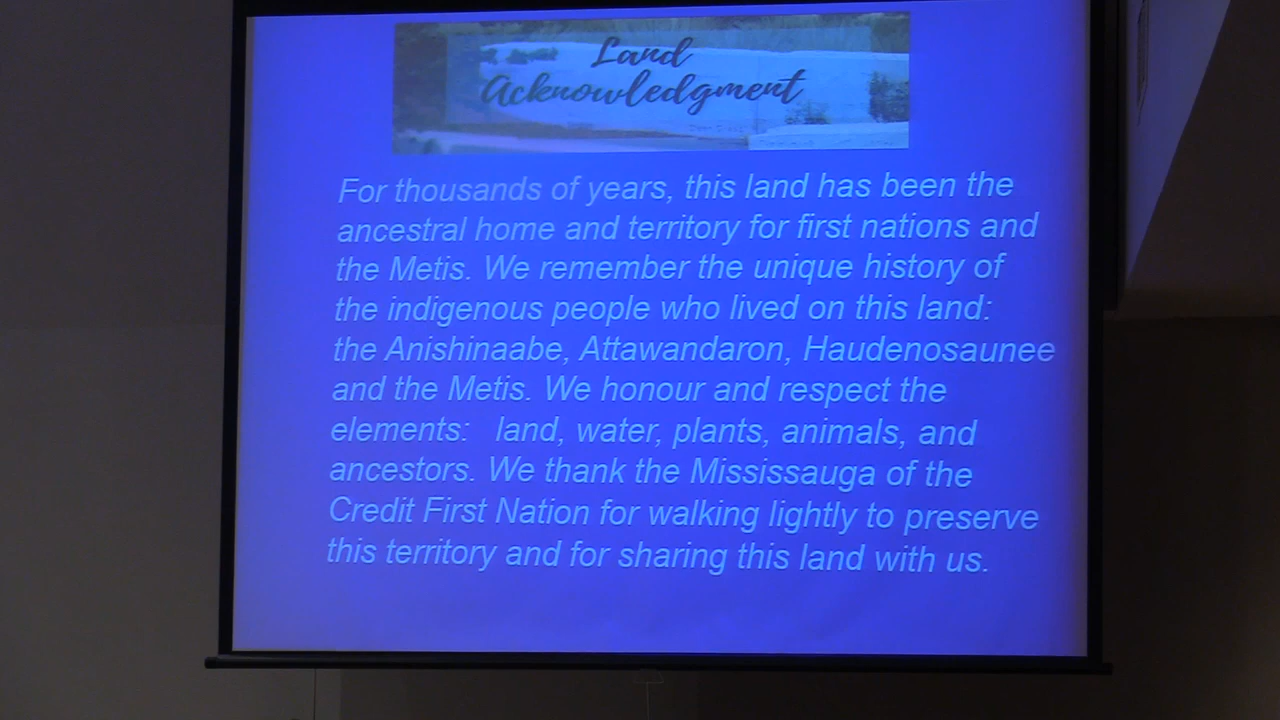 Land
Acknowledgment
For thousands of years, this land has been the
ancestral home and territory for first nations and
the Metis. We remember the unique history of
the indigenous people who lived on this land:
the Anishinaabe, Attawandaron, Haudenosaunee
and the Metis. We honour and respect the
elements: land, water, plants, animals, and
ancestors. We thank the Mississauga of the
Credit First Nation for walking lightly to preserve
this territory and for sharing this land with us.